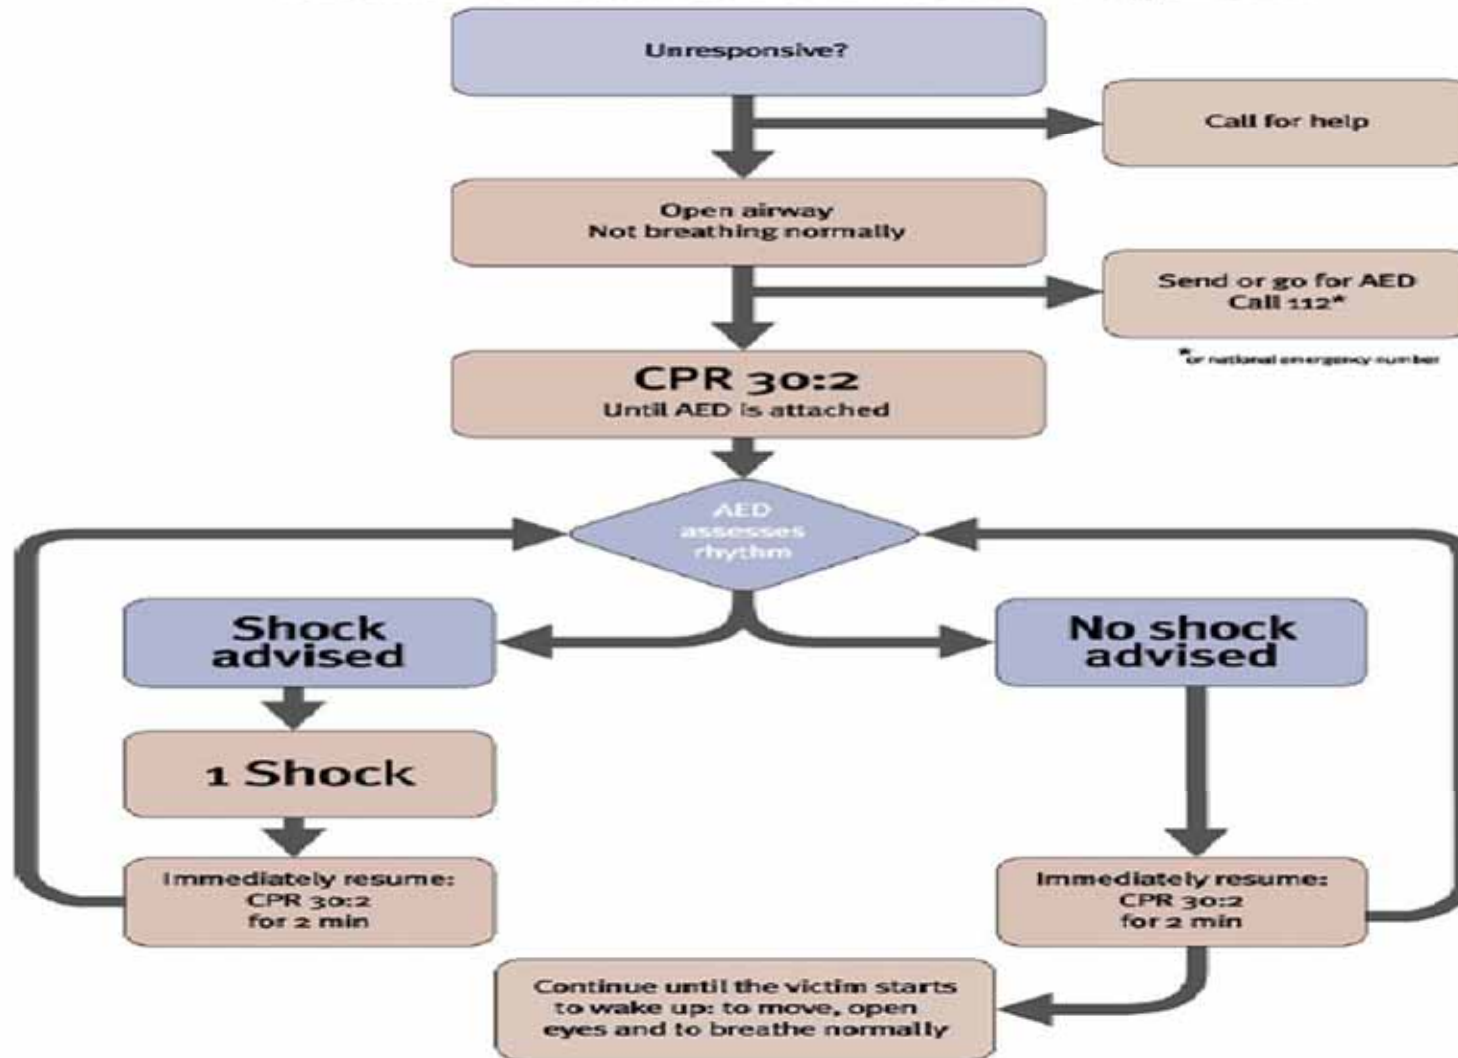 Unresponsive?
Call for help
Open airway
Not breathing normally
Send or go for AED
Call 112*
*or national emergency number
CPR 30:2
Until AED is attached
AED
assesses
rhythm
Shock
advised
No shock
advised
1 Shock
Immediately resume:
CPR 30:2
for 2 min
Immediately resume:
CPR 30:2
for 2 min
Continue until the victim starts
to wake up: to move, open
eyes and to breathe normally